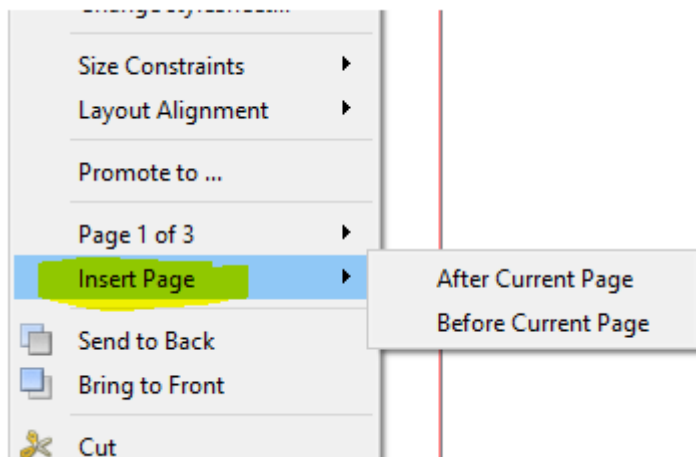 Size Constraints
Layout Alignment
Promote to ...
Page 1 of 3
Insert Page
After Current Page
Before Current Page
Send to Back
Bring to Front
Cut